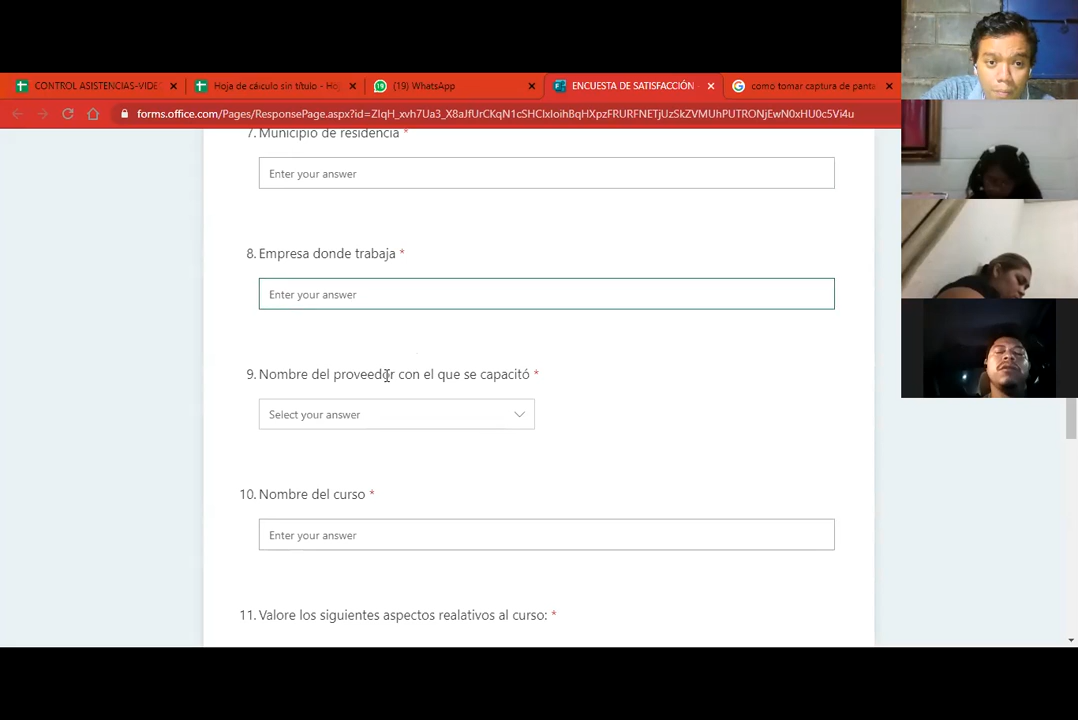 CONTROL ASISTENCIAS-VIDE
Hoja de cálculo sin título - Hoj
(19) WhatsApp
ENCUESTA DE SATISFACCIÓN
como tomar captura de panta
forms.office.com/Pages/ResponsePage.aspx?id=ZIqH_xvh7Ua3_X8aJfUrCKqN1cSHClxIoihBqHXpzFRURFNETjUzSkZVMUhPUTRONjEwN0xHU0c5Vi4u
7. Municipio de residencia *
Enter your answer
8. Empresa donde trabaja *
Enter your answer
9. Nombre del proveedor con el que se capacitó *
Select your answer
10. Nombre del curso *
Enter your answer
11. Valore los siguientes aspectos realativos al curso: *